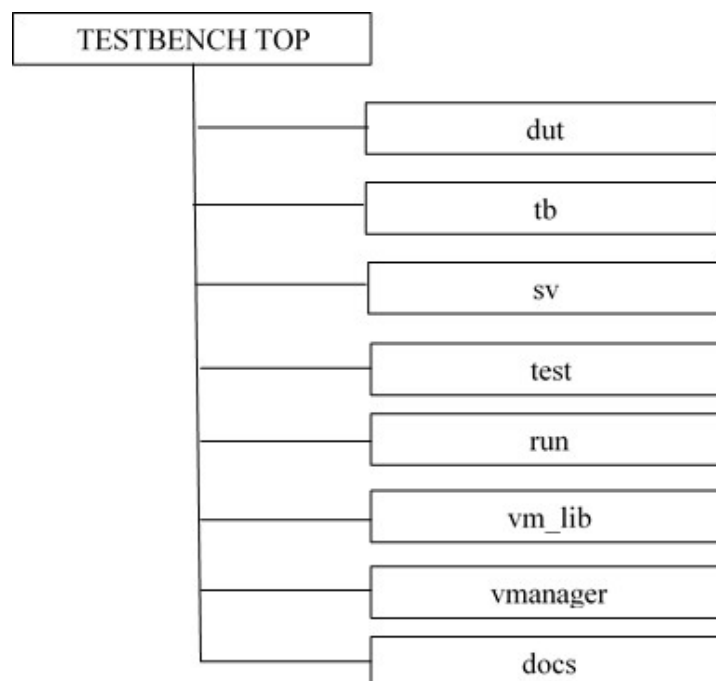 TESTBENCH TOP
dut
tb
sv
test
run
vm_lib
vmanager
docs